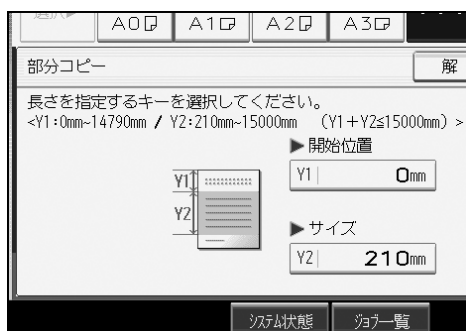 選択▶
A0 A1 A2 A3
部分コピー
解
長さを指定するキーを選択してください。
<Y1:0mm~14790mm / Y2:210mm~15000mm (Y1+Y2≦15000mm) >
▶開始位置
Y1 0mm
Y1
Y2
▶サイズ
Y2 210mm
システム状態 ジョブ一覧